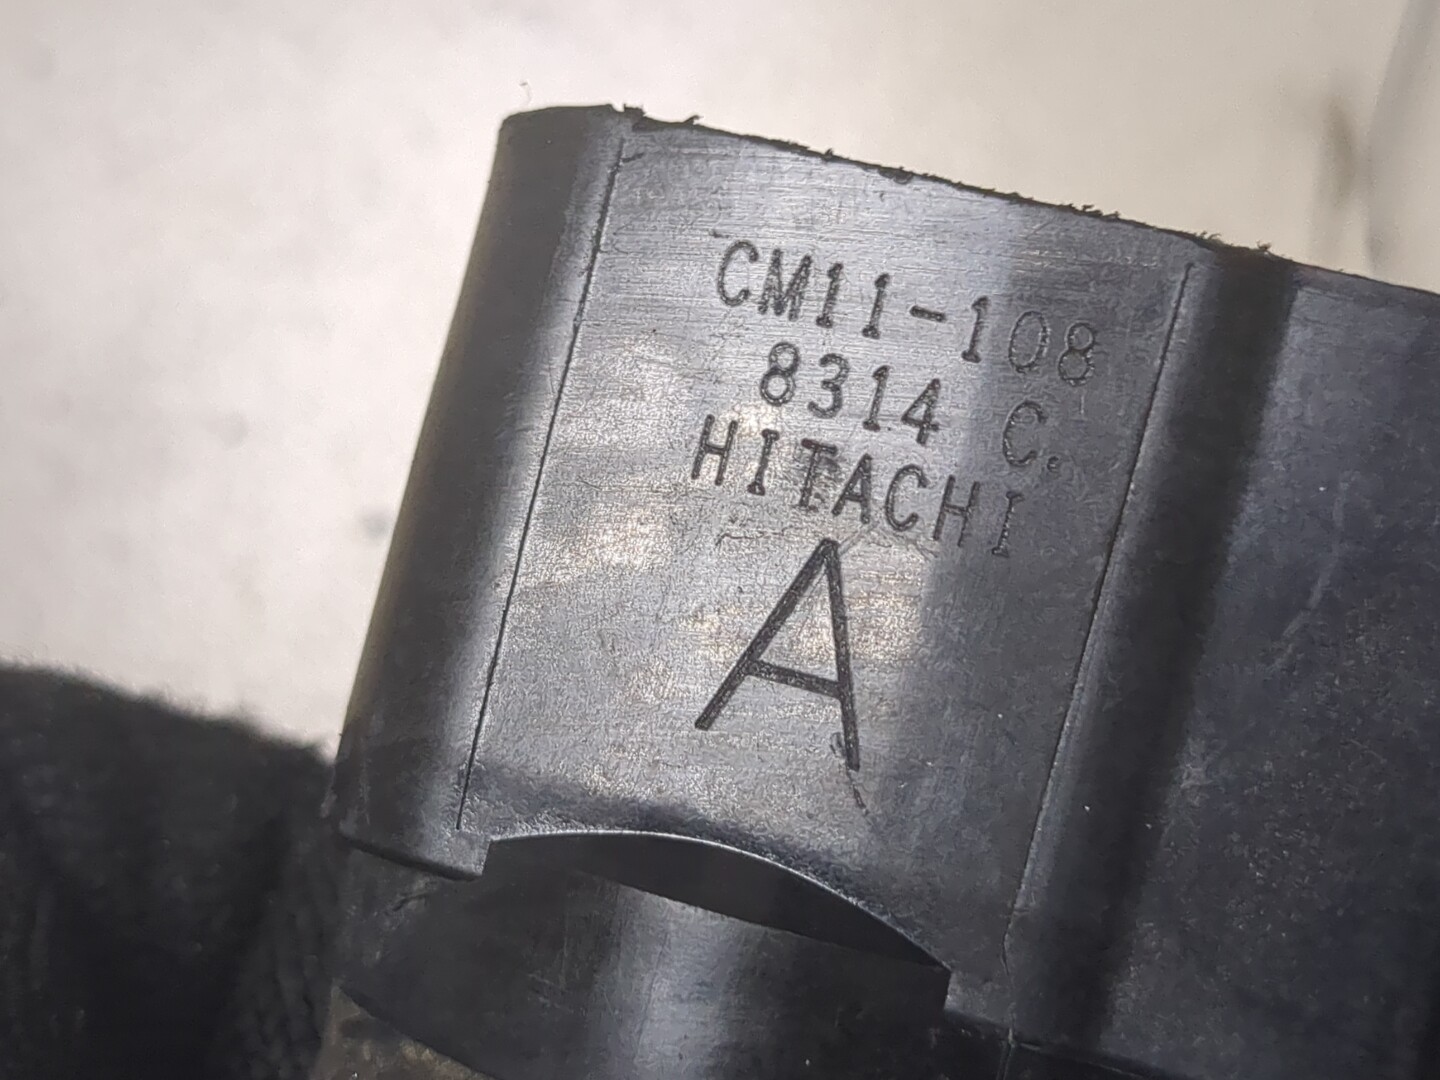 CM11-108
8314 C.
HITACHI
A